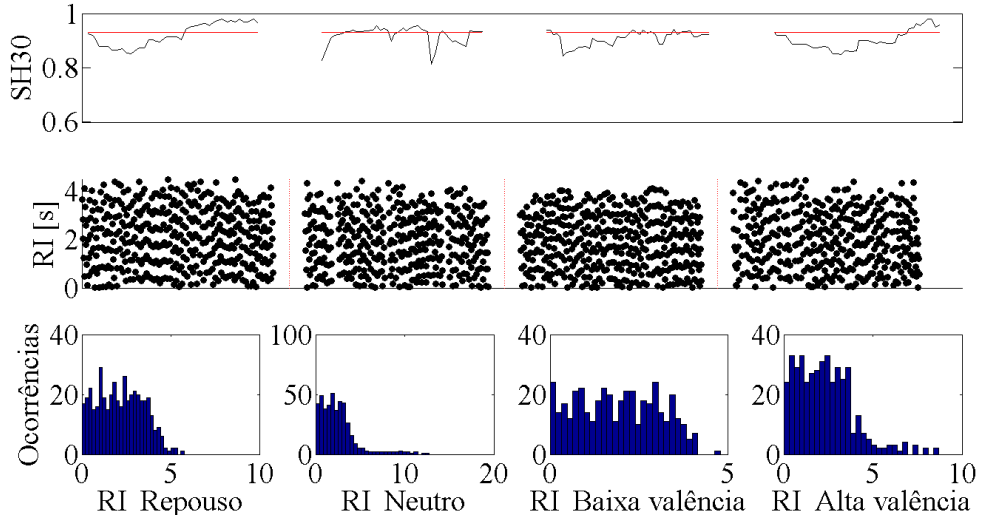 SH30
1
0.8
0.6
RI [s]
4
2
0
Ocorrências
40
20
0
0 5 10
RI Repouso
100
50
0
0 10 20
RI Neutro
40
20
0
0 5
RI Baixa valência
40
20
0
0 5 10
RI Alta valência